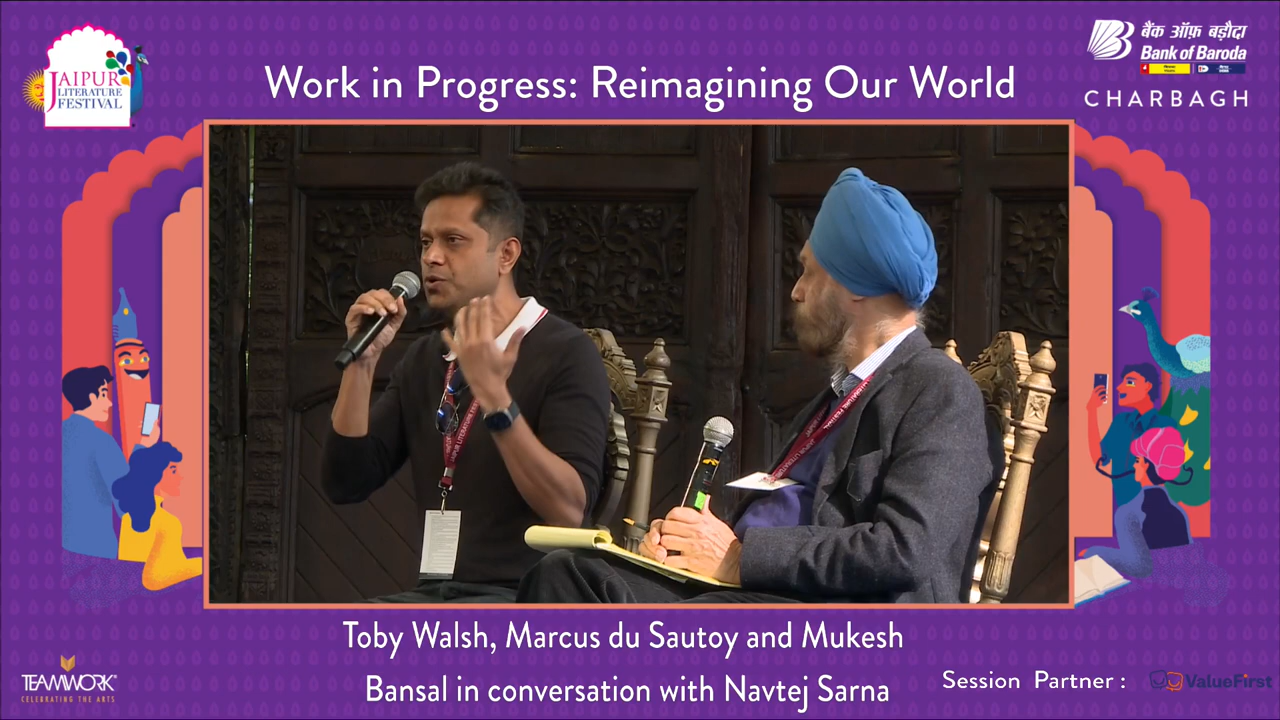 JAIPUR
LITERATURE
FESTIVAL
Work in Progress: Reimagining Our World
बैंक ऑफ़ बड़ौदा
Bank of Baroda
CHARBAGH
Toby Walsh, Marcus du Sautoy and Mukesh
Bansal in conversation with Navtej Sarna
TEAMWORK
CELEBRATING THE ARTS
Session Partner :
ValueFirst